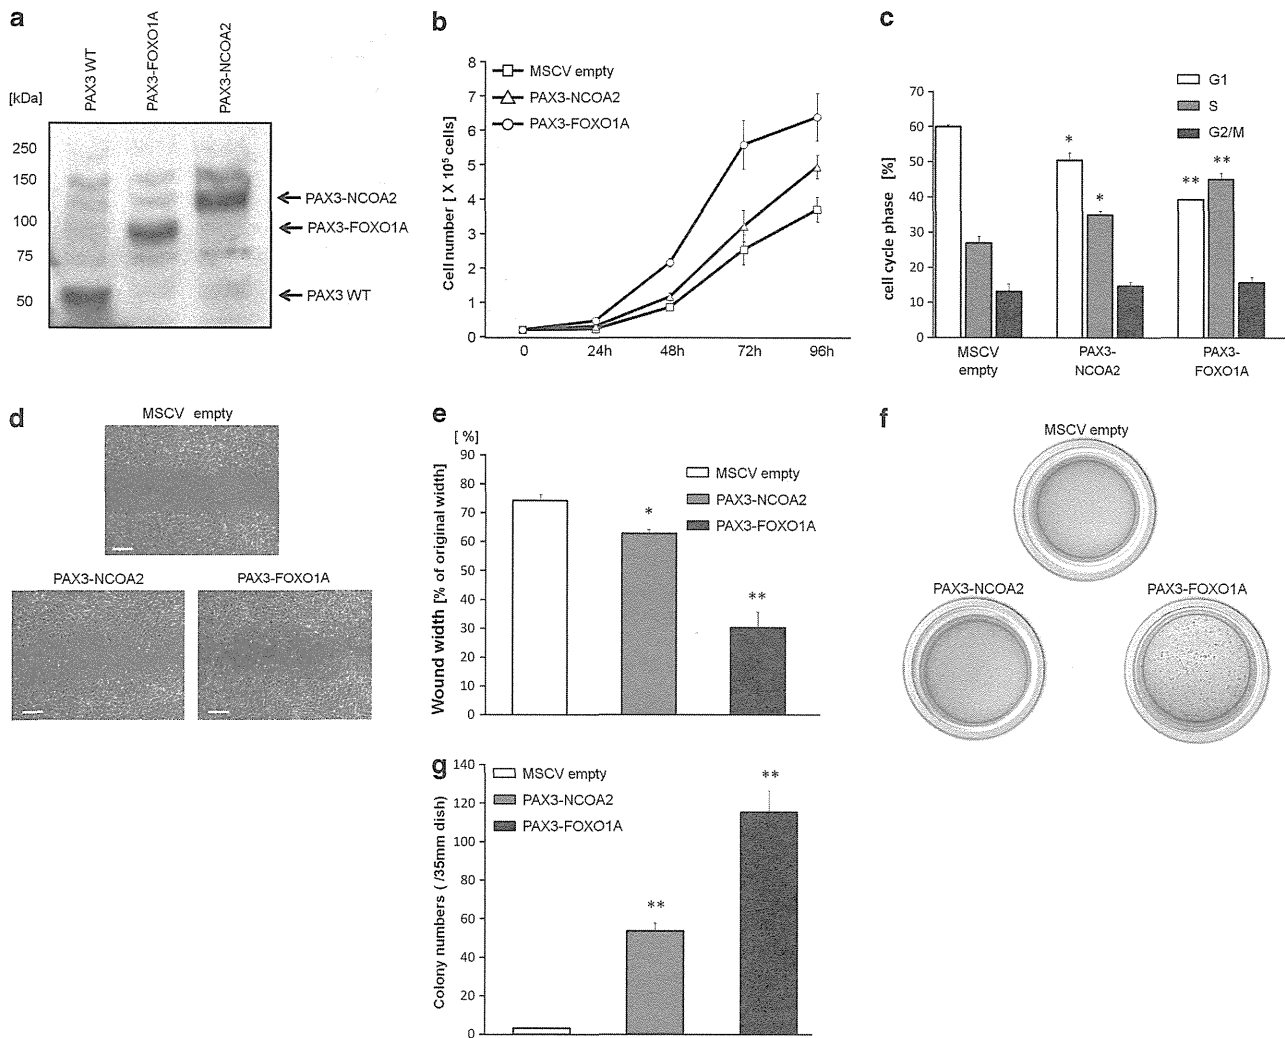 a
[kDa]
PAX3 WT
PAX3-FOXO1A
PAX3-NCOA2
250
150
100
75
50
PAX3-NCOA2
PAX3-FOXO1A
PAX3 WT
b
Cell number [ X 10⁵ cells]
8
7
6
5
4
3
2
1
0
MSCV empty
PAX3-NCOA2
PAX3-FOXO1A
0 24h 48h 72h 96h
c
cell cycle phase [%]
70
60
50
40
30
20
10
0
G1
S
G2/M
*
*
**
**
MSCV empty
PAX3-NCOA2
PAX3-FOXO1A
d
MSCV empty
PAX3-NCOA2
PAX3-FOXO1A
e
[ %]
Wound width [% of original width]
90
80
70
60
50
40
30
20
10
0
MSCV empty
PAX3-NCOA2
PAX3-FOXO1A
*
**
f
MSCV empty
PAX3-NCOA2
PAX3-FOXO1A
g
Colony numbers ( /35mm dish)
140
120
100
80
60
40
20
0
MSCV empty
PAX3-NCOA2
PAX3-FOXO1A
**
**